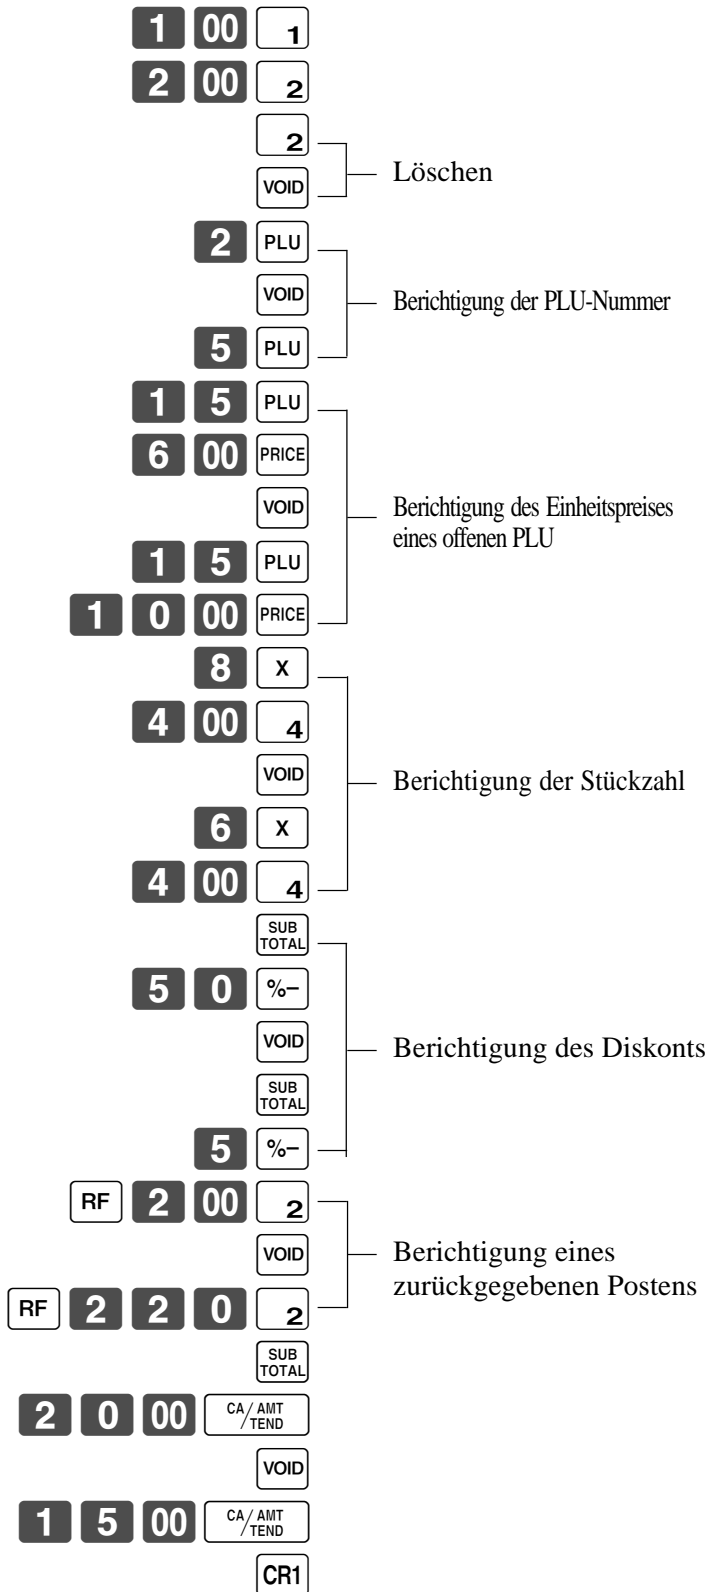 1 00 1
2 00 2
2
VOID
Löschen
2 PLU
VOID
5 PLU
Berichtigung der PLU-Nummer
1 5 PLU
6 00 PRICE
VOID
1 5 PLU
1 0 00 PRICE
Berichtigung des Einheitspreises
eines offenen PLU
8 X
4 00 4
VOID
6 X
4 00 4
Berichtigung der Stückzahl
SUB
TOTAL
5 0 %−
VOID
SUB
TOTAL
5 %−
Berichtigung des Diskonts
RF 2 00 2
VOID
RF 2 2 0 2
Berichtigung eines
zurückgegebenen Postens
SUB
TOTAL
2 0 00 CA/AMT
TEND
VOID
1 5 00 CA/AMT
TEND
CR1